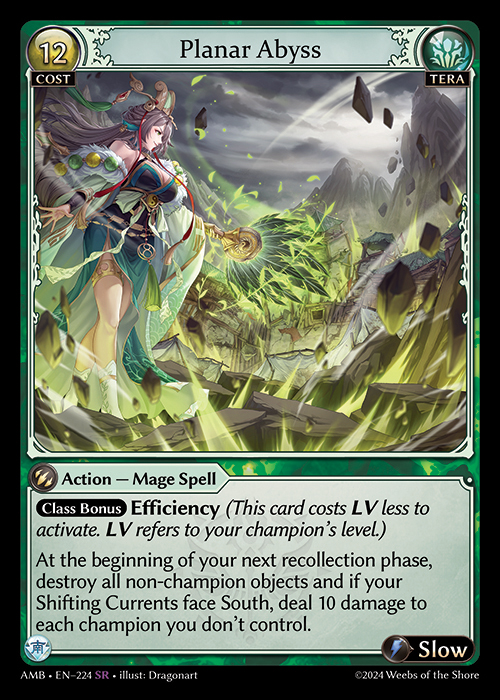 12
Planar Abyss
COST
TERA
Action — Mage Spell
Class Bonus Efficiency (This card costs LV less to
activate. LV refers to your champion's level.)
At the beginning of your next recollection phase,
destroy all non-champion objects and if your
Shifting Currents face South, deal 10 damage to
each champion you don't control.
南
Slow
AMB • EN-224 SR • illust: Dragonart
©2024 Weebs of the Shore